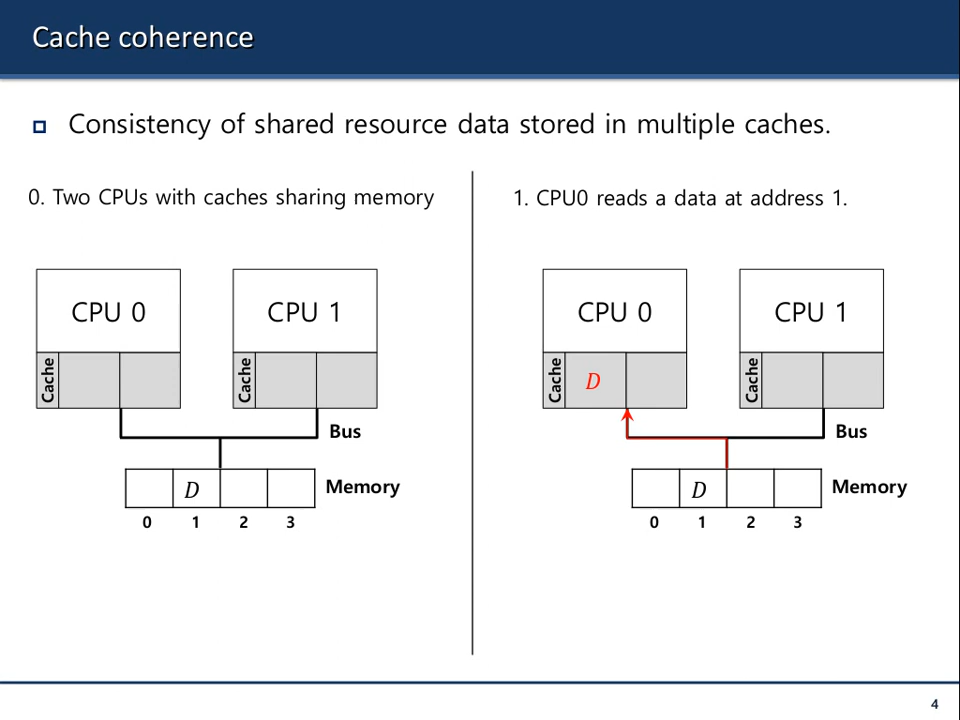 Cache coherence
Consistency of shared resource data stored in multiple caches.
0. Two CPUs with caches sharing memory
CPU 0
CPU 1
Cache
Cache
Bus
D
Memory
0 1 2 3
1. CPU0 reads a data at address 1.
CPU 0
CPU 1
Cache
D
Cache
Bus
D
Memory
0 1 2 3
4